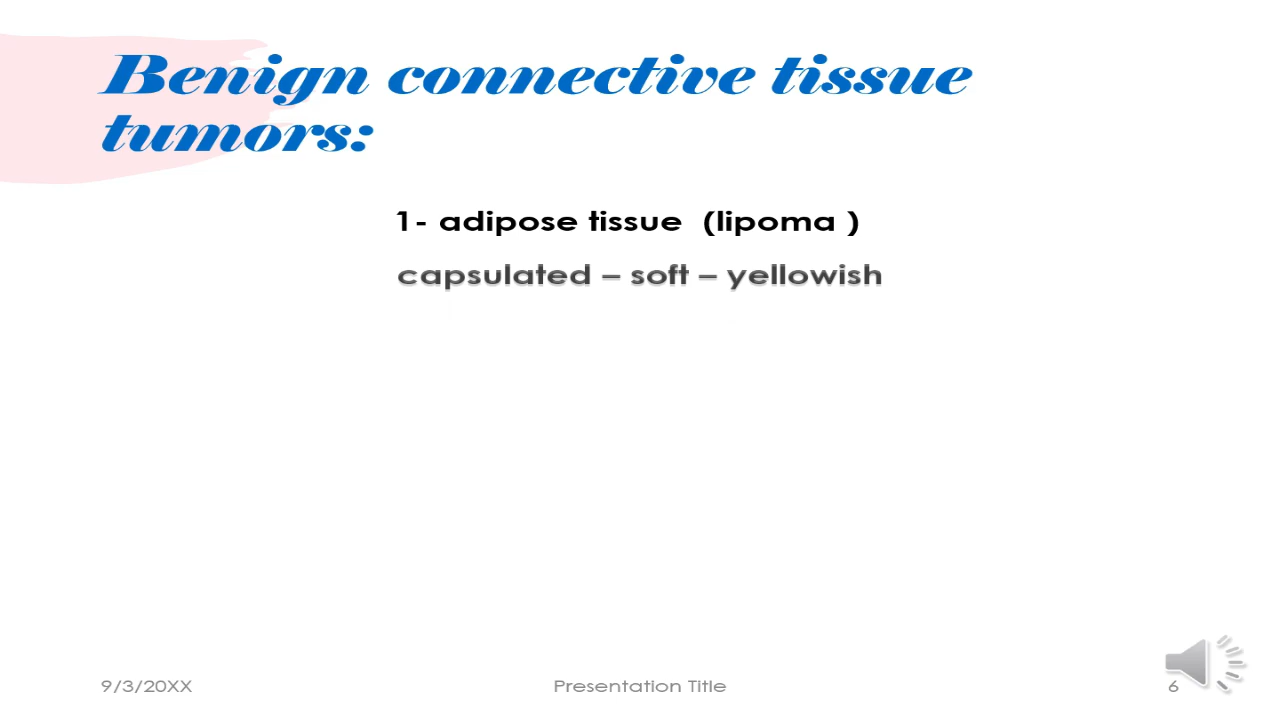 Benign connective tissue
tumors:
1- adipose tissue  (lipoma )
capsulated – soft – yellowish
9/3/20XX
Presentation Title
6